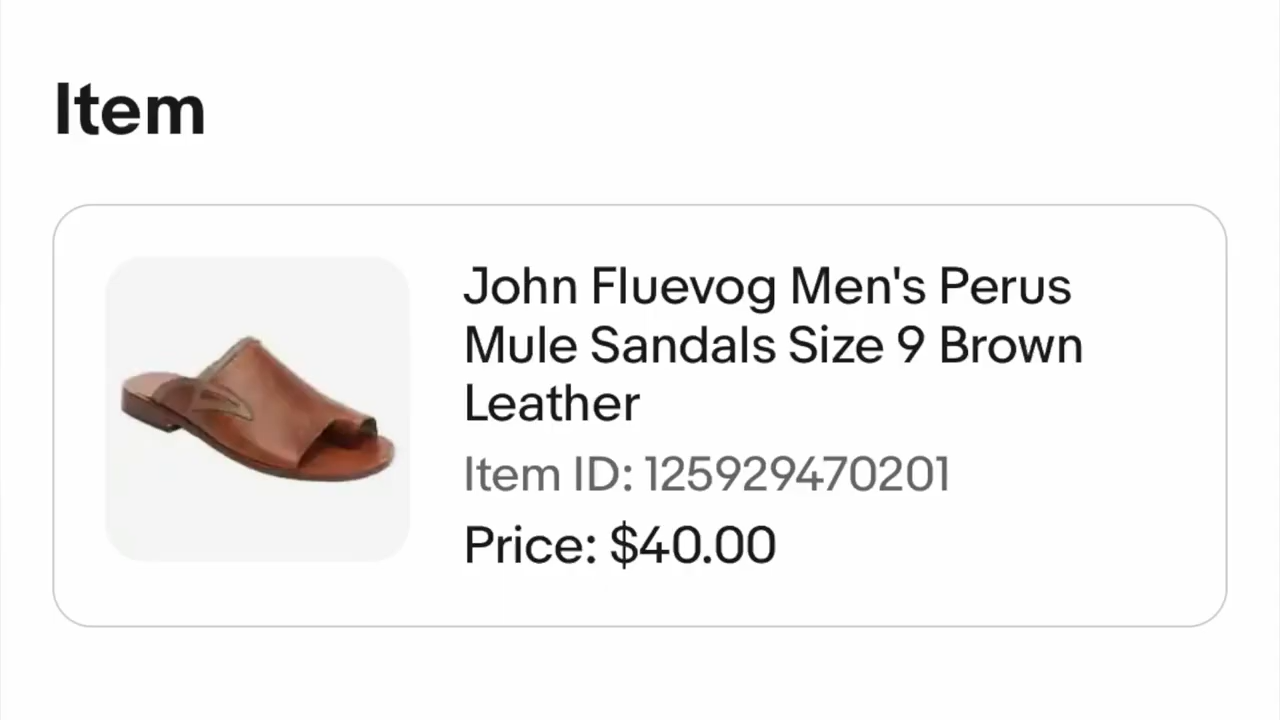 Item
John Fluevog Men's Perus
Mule Sandals Size 9 Brown
Leather
Item ID: 125929470201
Price: $40.00